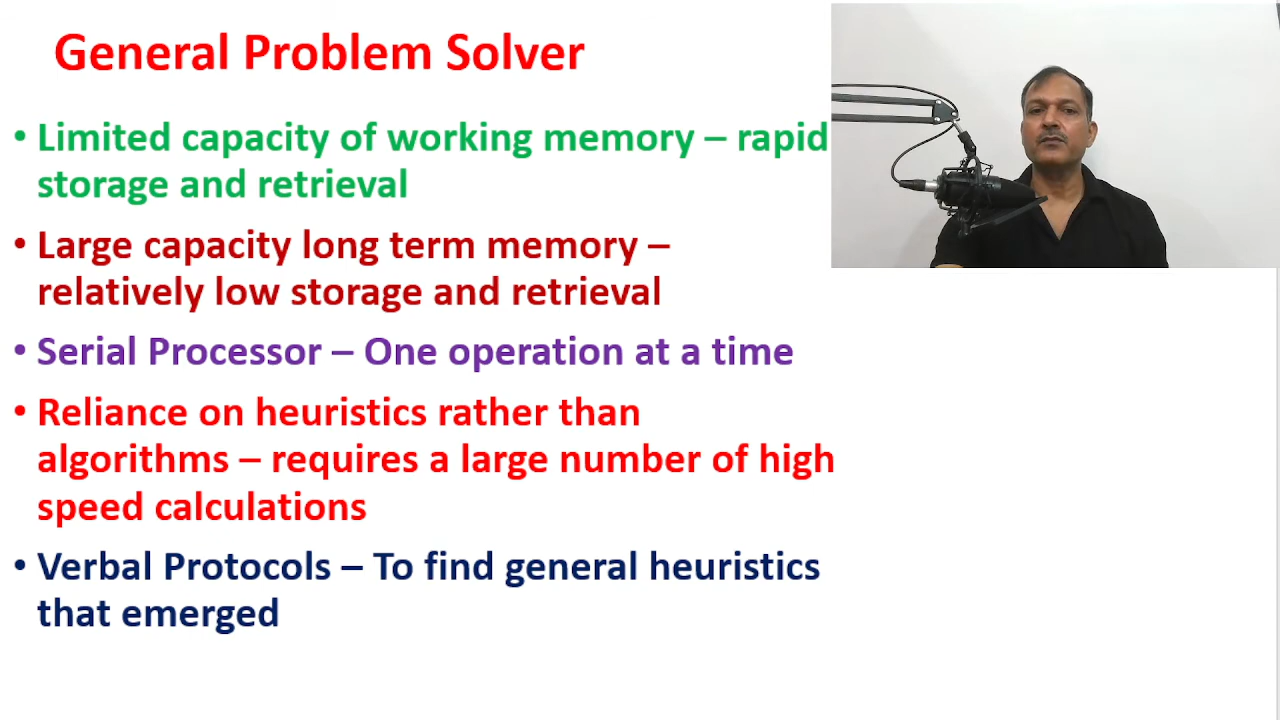 General Problem Solver
• Limited capacity of working memory – rapid
storage and retrieval
• Large capacity long term memory –
relatively low storage and retrieval
• Serial Processor – One operation at a time
• Reliance on heuristics rather than
algorithms – requires a large number of high
speed calculations
• Verbal Protocols – To find general heuristics
that emerged